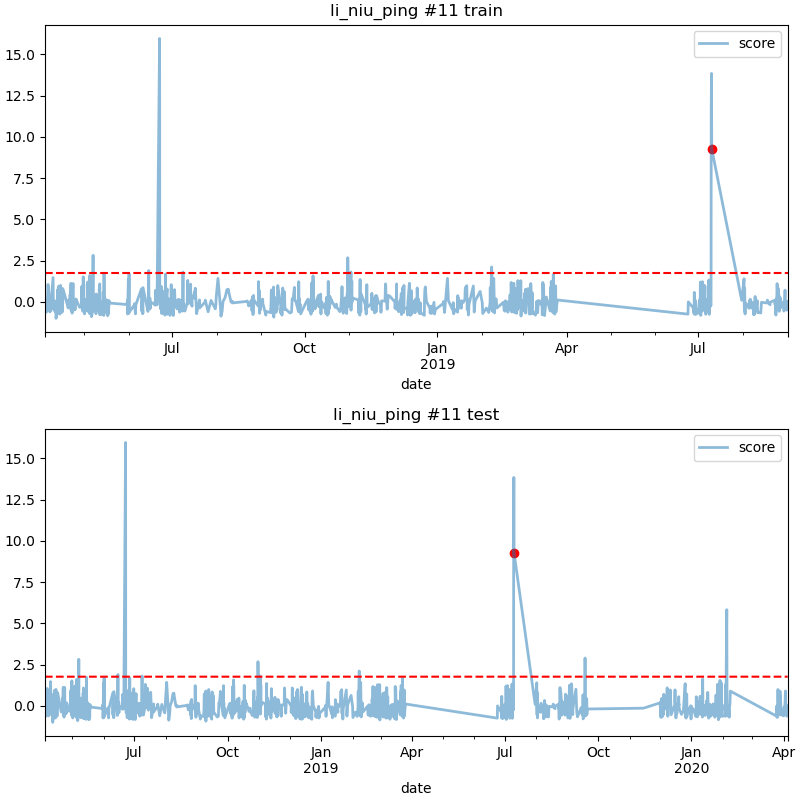 li_niu_ping #11 train
score
15.0
12.5
10.0
7.5
5.0
2.5
0.0
Jul
Oct
Jan
2019
Apr
Jul
date
li_niu_ping #11 test
score
15.0
12.5
10.0
7.5
5.0
2.5
0.0
Jul
Oct
Jan
2019
Apr
Jul
Oct
Jan
2020
Apr
date